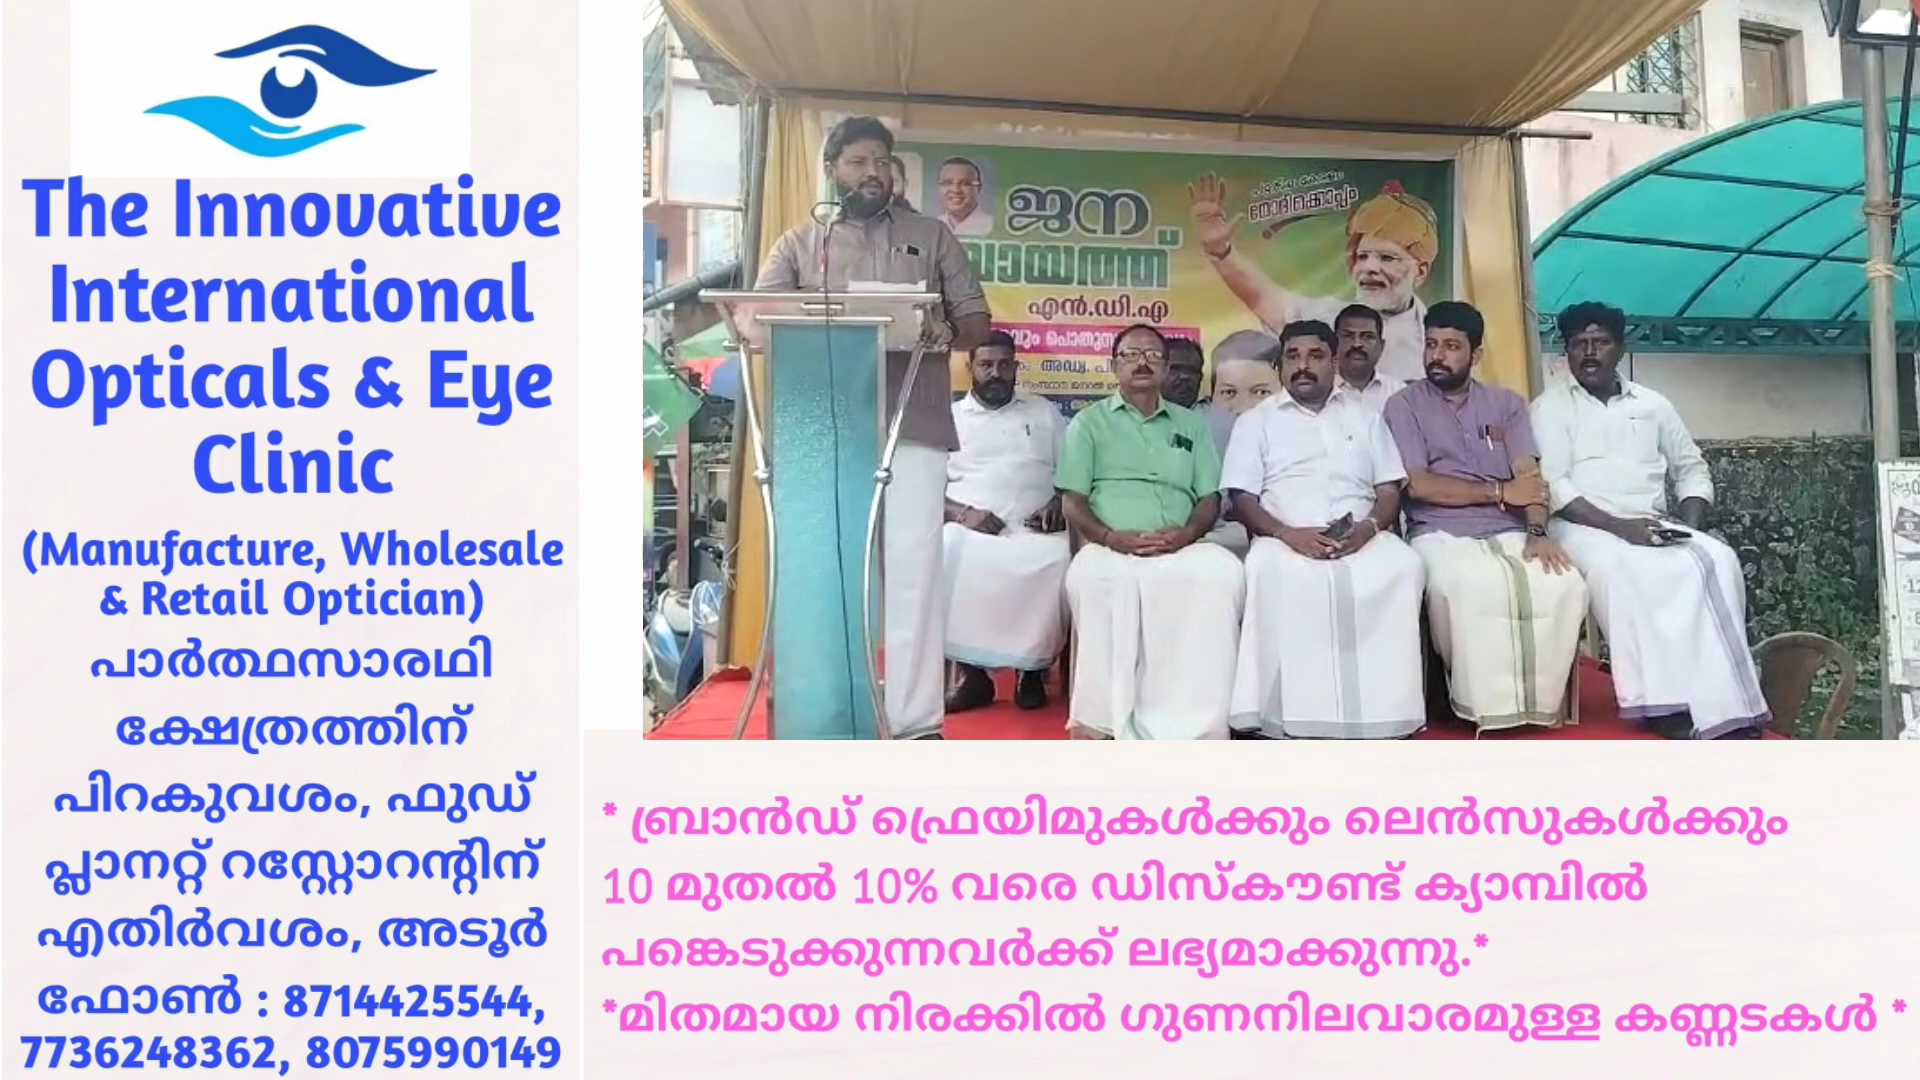 The Innovative
International
Opticals & Eye
Clinic
(Manufacture, Wholesale
& Retail Optician)
പാർത്ഥസാരഥി
ക്ഷേത്രത്തിന്
പിറകുവശം, ഫുഡ്
പ്ലാനറ്റ് റസ്റ്റോറന്റിന്
എതിർവശം, അടൂർ
ഫോൺ : 8714425544,
7736248362, 8075990149
ജന
എൻ.ഡി.എ
* ബ്രാൻഡ് ഫ്രെയിമുകൾക്കും ലെൻസുകൾക്കും
10 മുതൽ 10% വരെ ഡിസ്കൗണ്ട് ക്യാമ്പിൽ
പങ്കെടുക്കുന്നവർക്ക് ലഭ്യമാക്കുന്നു.*
*മിതമായ നിരക്കിൽ ഗുണനിലവാരമുള്ള കണ്ണടകൾ *